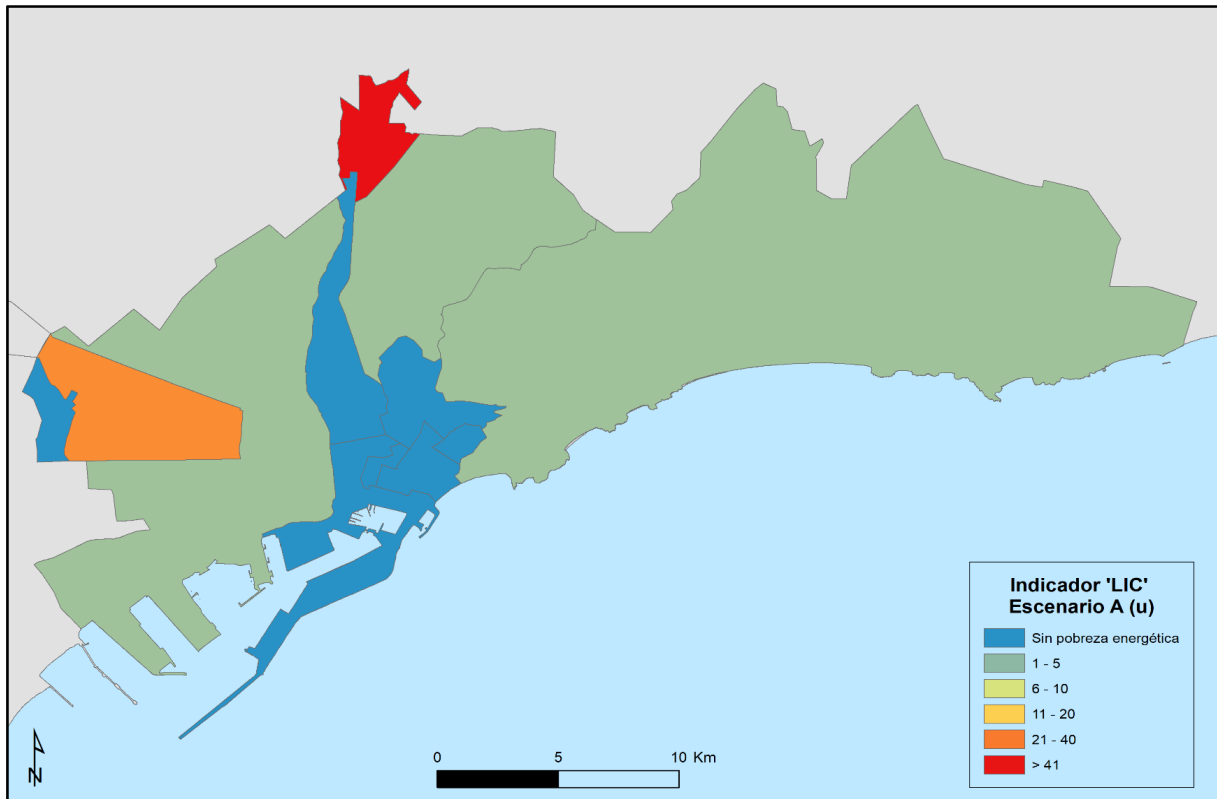 Indicador 'LIC'
Escenario A (u)
Sin pobreza energética
1 - 5
6 - 10
11 - 20
21 - 40
> 41
N
0 5 10 Km